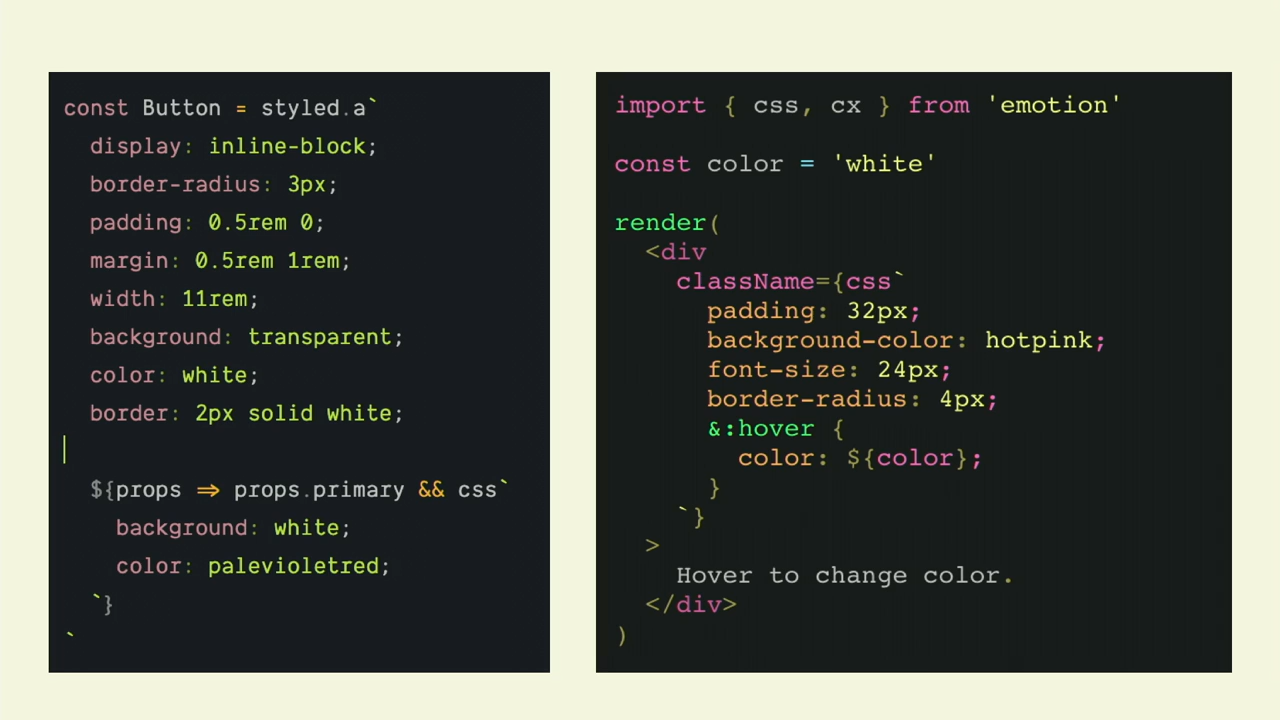 const Button = styled.a`
  display: inline-block;
  border-radius: 3px;
  padding: 0.5rem 0;
  margin: 0.5rem 1rem;
  width: 11rem;
  background: transparent;
  color: white;
  border: 2px solid white;

  ${props => props.primary && css`
    background: white;
    color: palevioletred;
  `}
`
import { css, cx } from 'emotion'

const color = 'white'

render(
  <div
    className={css`
      padding: 32px;
      background-color: hotpink;
      font-size: 24px;
      border-radius: 4px;
      &:hover {
        color: ${color};
      }
    `}
  >
    Hover to change color.
  </div>
)